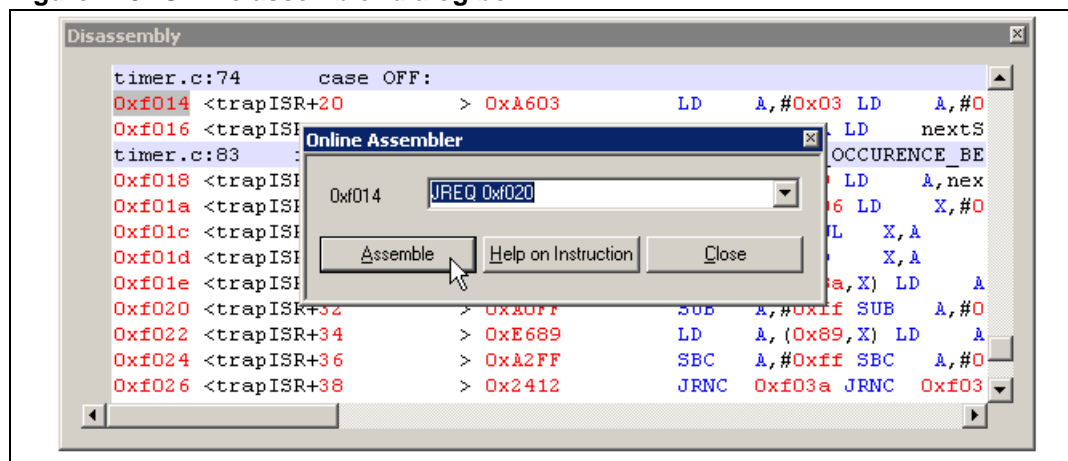 Disassembly
timer.c:74 case OFF:
0xf014 <trapISR+20 > 0xA603 LD A,#0x03 LD A,#0
0xf016 <trapIS LD nextS
timer.c:83 OCCURENCE_BE
0xf018 <trapIS LD A,nex
0xf01a <trapIS 6 LD X,#0
0xf01c <trapIS X,A
0xf01d <trapIS X,A
0xf01e <trapIS a,X) LD A
0xf020 <trapISR+32 > 0xA0FF SUB A,#0xff SUB A,#0
0xf022 <trapISR+34 > 0xE689 LD A,(0x89,X) LD A
0xf024 <trapISR+36 > 0xA2FF SBC A,#0xff SBC A,#0
0xf026 <trapISR+38 > 0x2412 JRNC 0xf03a JRNC 0xf03
Online Assembler
0xf014 JREQ 0xf020
Assemble Help on Instruction Close